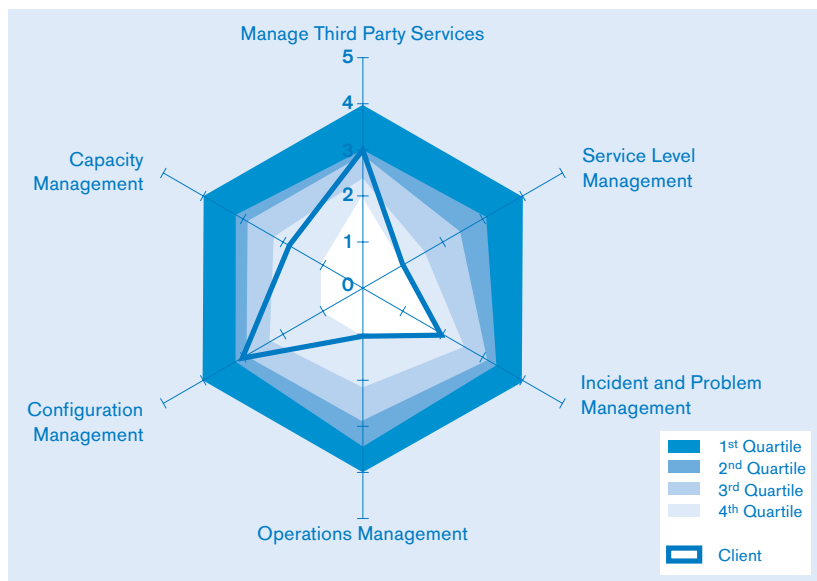 Manage Third Party Services
5
4
3
2
1
0
Capacity
Management
Service Level
Management
Configuration
Management
Incident and Problem
Management
Operations Management
1st Quartile
2nd Quartile
3rd Quartile
4th Quartile
Client